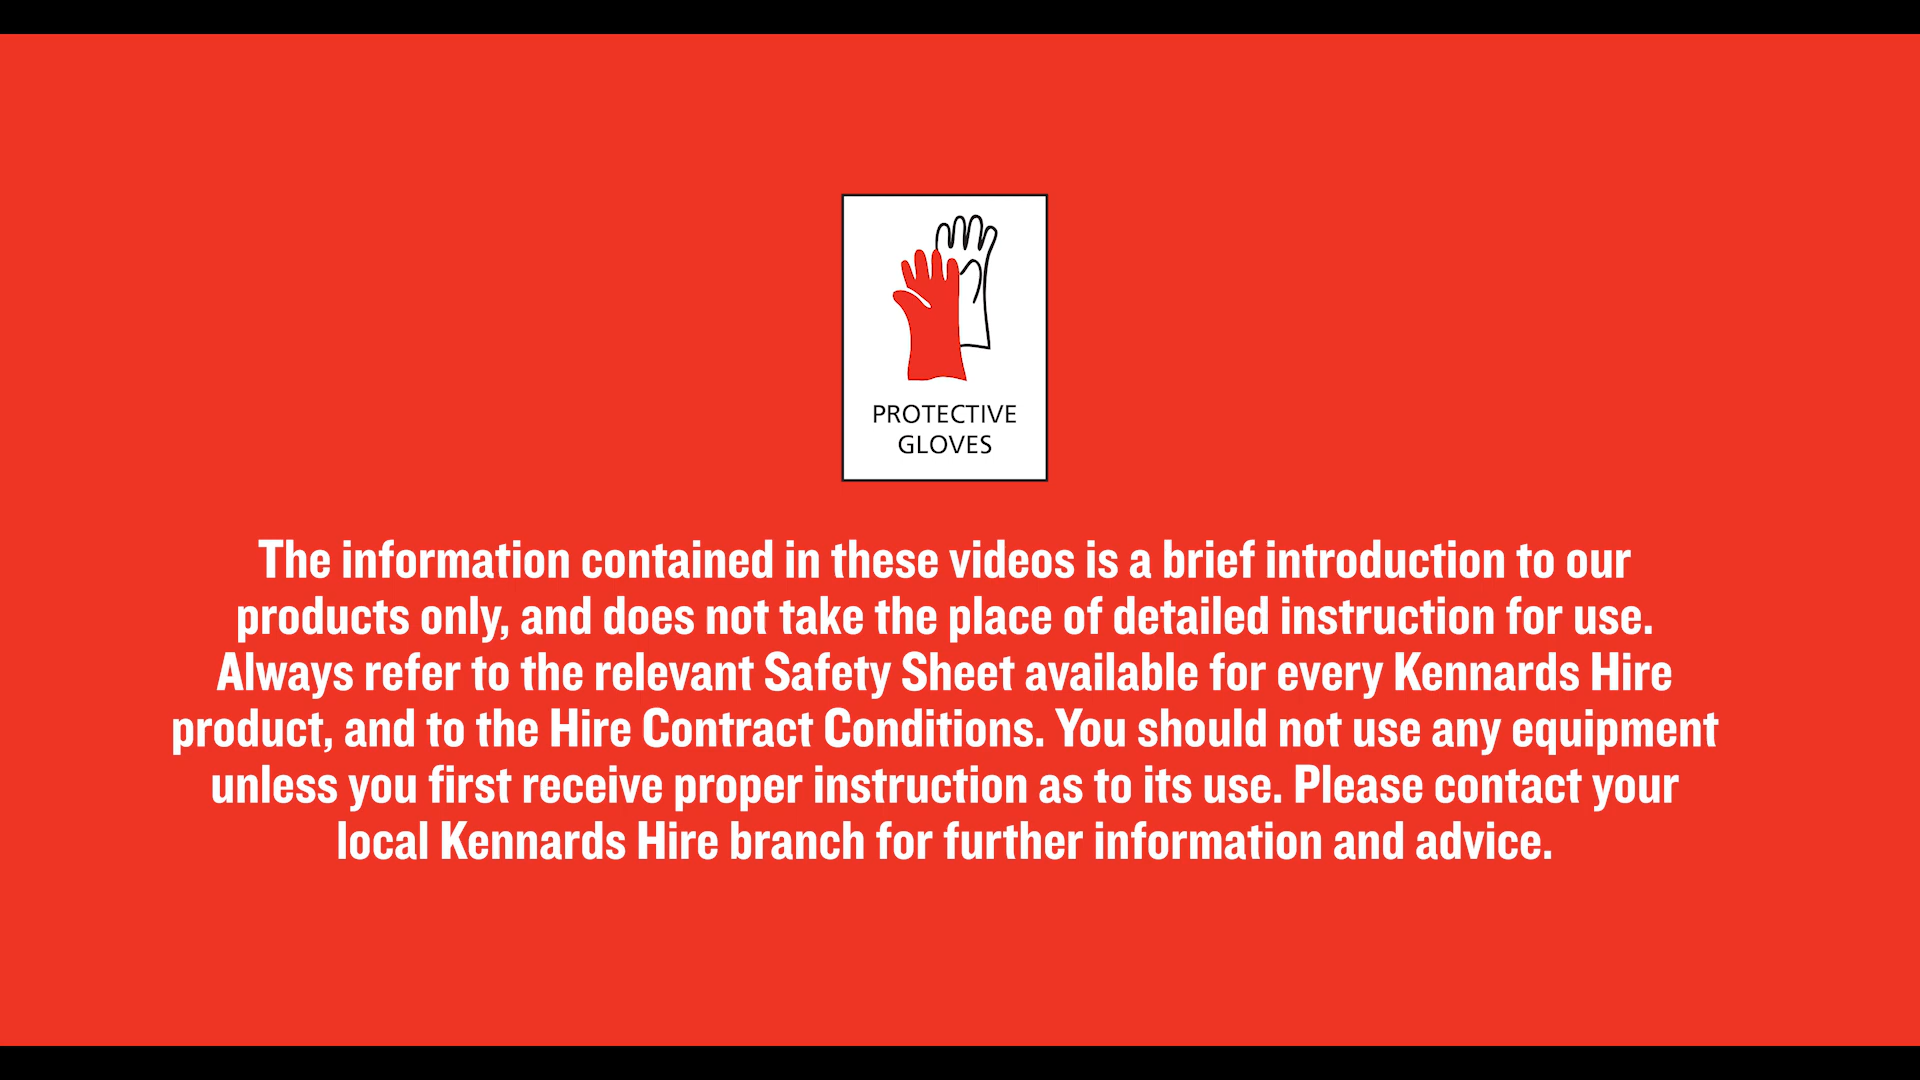 PROTECTIVE
GLOVES
The information contained in these videos is a brief introduction to our
products only, and does not take the place of detailed instruction for use.
Always refer to the relevant Safety Sheet available for every Kennards Hire
product, and to the Hire Contract Conditions. You should not use any equipment
unless you first receive proper instruction as to its use. Please contact your
local Kennards Hire branch for further information and advice.